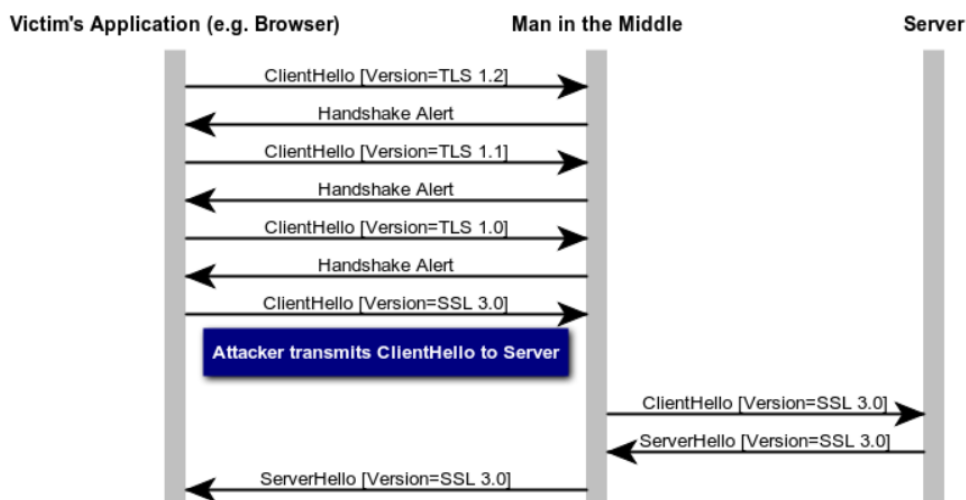 Victim's Application (e.g. Browser) Man in the Middle Server
ClientHello [Version=TLS 1.2]
Handshake Alert
ClientHello [Version=TLS 1.1]
Handshake Alert
ClientHello [Version=TLS 1.0]
Handshake Alert
ClientHello [Version=SSL 3.0]
Attacker transmits ClientHello to Server
ClientHello [Version=SSL 3.0]
ServerHello [Version=SSL 3.0]
ServerHello [Version=SSL 3.0]